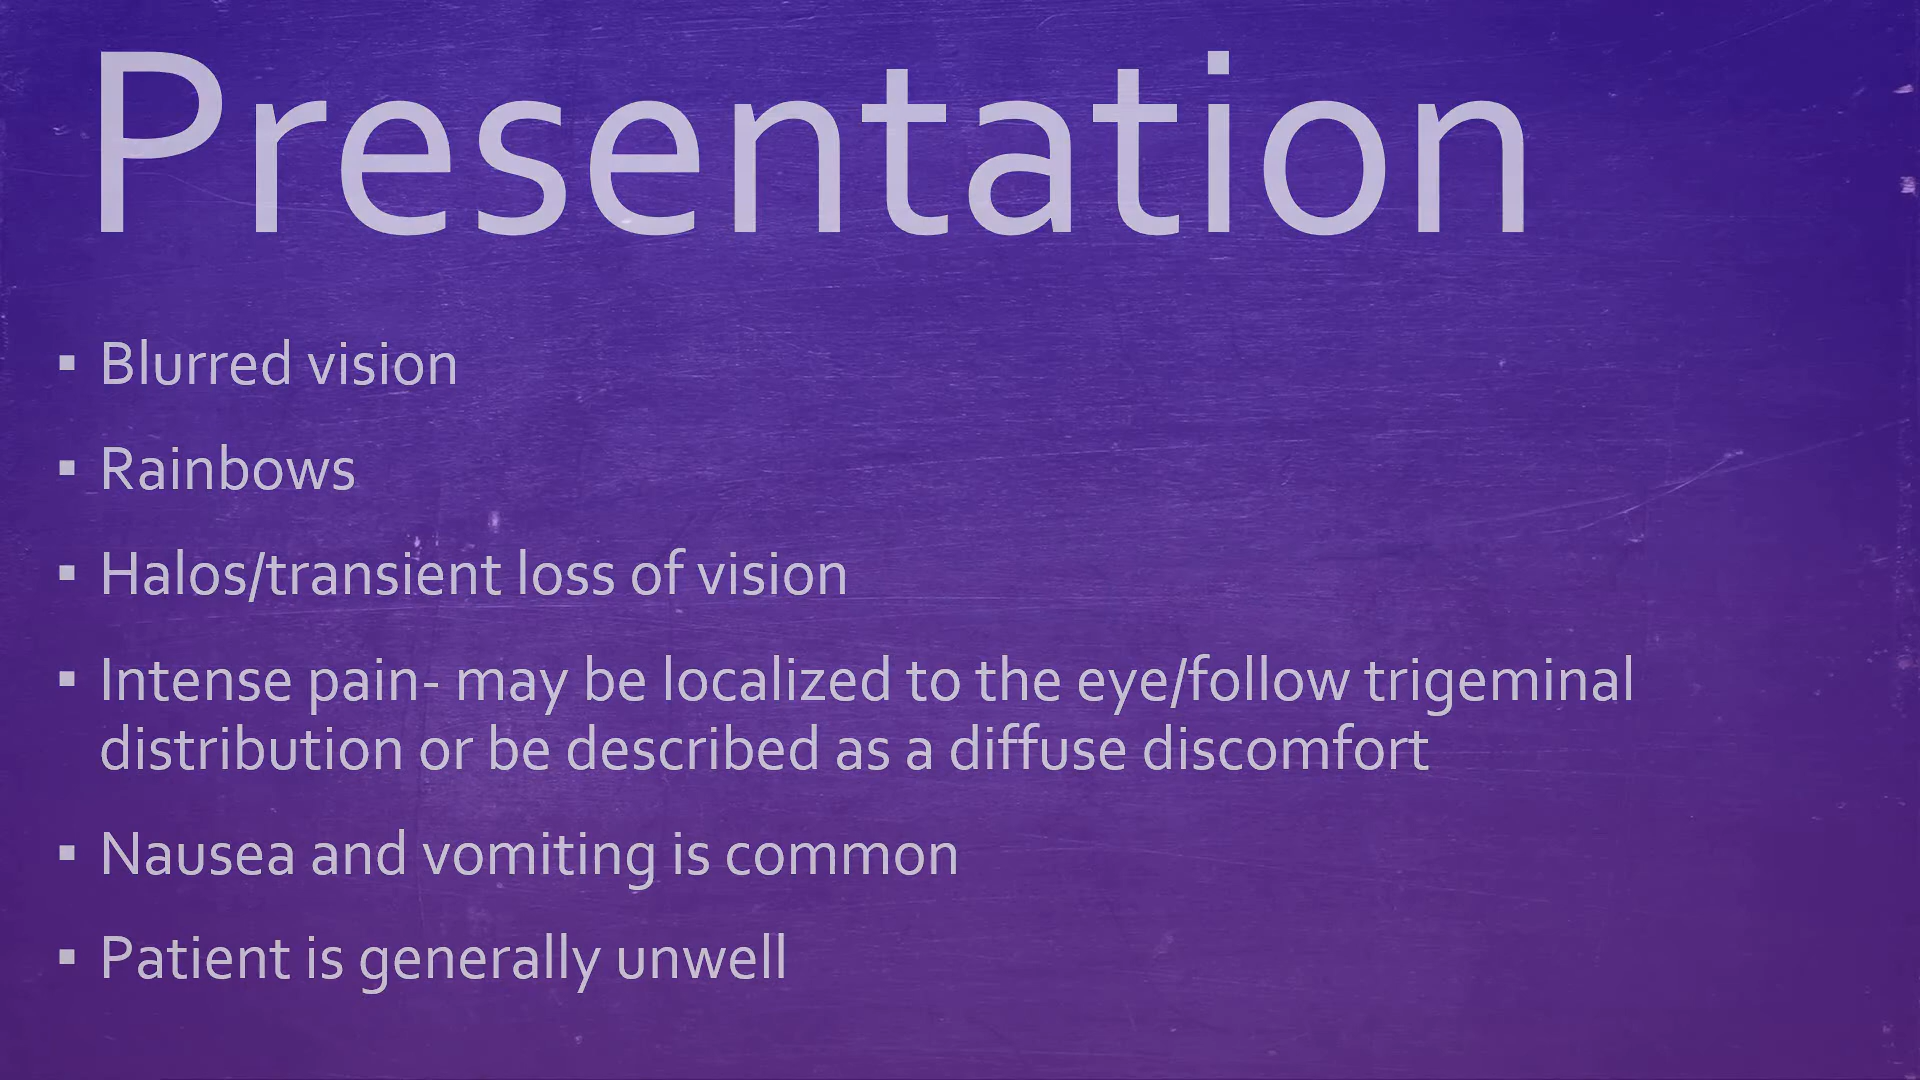 Presentation
▪ Blurred vision
▪ Rainbows
▪ Halos/transient loss of vision
▪ Intense pain- may be localized to the eye/follow trigeminal
distribution or be described as a diffuse discomfort
▪ Nausea and vomiting is common
▪ Patient is generally unwell